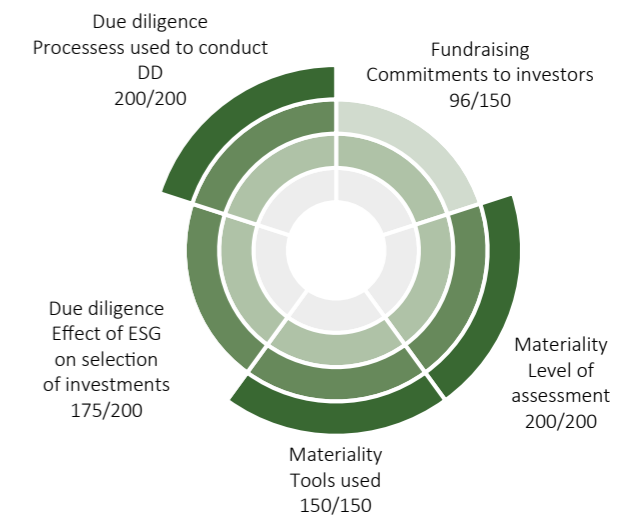 Due diligence
Processess used to conduct
DD
200/200
Fundraising
Commitments to investors
96/150
Due diligence
Effect of ESG
on selection
of investments
175/200
Materiality
Level of
assessment
200/200
Materiality
Tools used
150/150